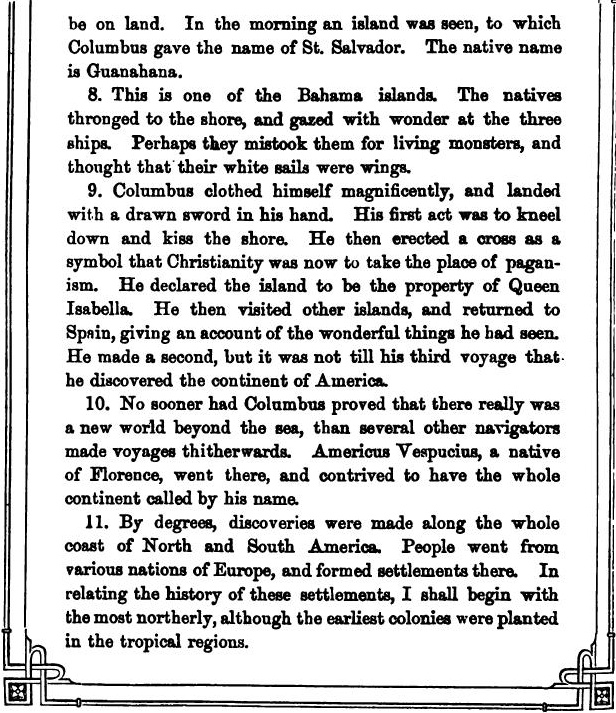 be on land. In the morning an island was seen, to which
Columbus gave the name of St. Salvador. The native name
is Guanahana.
8. This is one of the Bahama islands. The natives
thronged to the shore, and gazed with wonder at the three
ships. Perhaps they mistook them for living monsters, and
thought that their white sails were wings.
9. Columbus clothed himself magnificently, and landed
with a drawn sword in his hand. His first act was to kneel
down and kiss the shore. He then erected a cross as a
symbol that Christianity was now to take the place of pagan-
ism. He declared the island to be the property of Queen
Isabella. He then visited other islands, and returned to
Spain, giving an account of the wonderful things he had seen.
He made a second, but it was not till his third voyage that
he discovered the continent of America.
10. No sooner had Columbus proved that there really was
a new world beyond the sea, than several other navigators
made voyages thitherwards. Americus Vespucius, a native
of Florence, went there, and contrived to have the whole
continent called by his name.
11. By degrees, discoveries were made along the whole
coast of North and South America. People went from
various nations of Europe, and formed settlements there. In
relating the history of these settlements, I shall begin with
the most northerly, although the earliest colonies were planted
in the tropical regions.